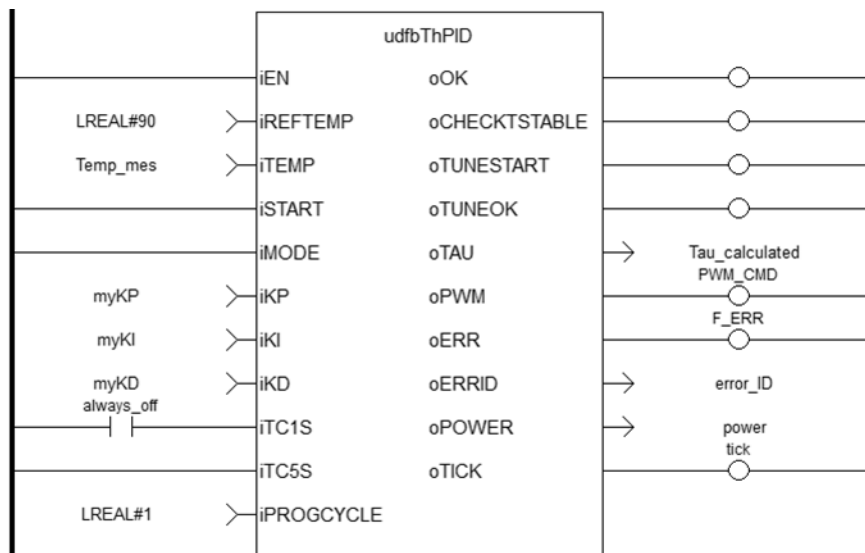 udfbThPID
iEN oOK
LREAL#90 iREFTEMP oCHECKTSTABLE
Temp_mes iTEMP oTUNESTART
iSTART oTUNEOK
iMODE oTAU Tau_calculated
PWM_CMD
myKP iKP oPWM
F_ERR
myKI iKI oERR
myKD iKD oERRID error_ID
always_off
iTC1S oPOWER power
tick
iTC5S oTICK
LREAL#1 iPROGCYCLE